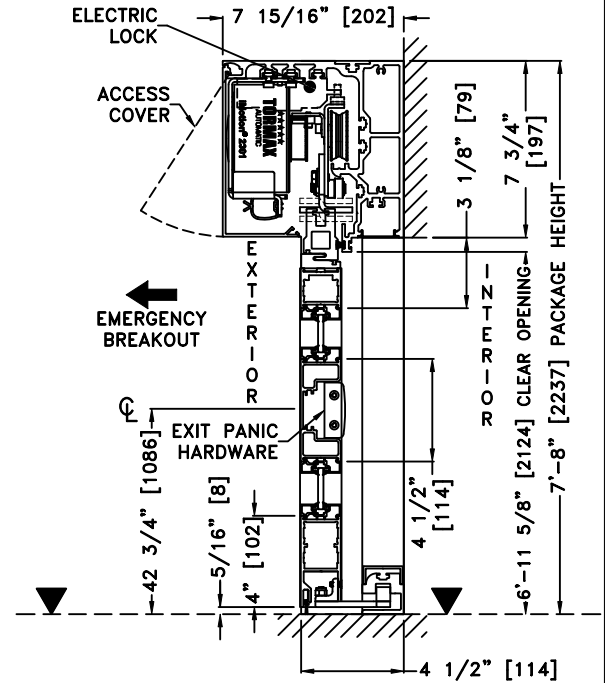 ELECTRIC
LOCK
7 15/16" [202]
ACCESS
COVER
TORMAX
AUTOMATIC
3 1/8" [79]
7 3/4"
[197]
EXTERIOR
INTERIOR
EMERGENCY
BREAKOUT
℄
EXIT PANIC
HARDWARE
42 3/4" [1086]
5/16" [8]
4" [102]
4 1/2"
[114]
6'-11 5/8" [2124] CLEAR OPENING
7'-8" [2237] PACKAGE HEIGHT
4 1/2" [114]